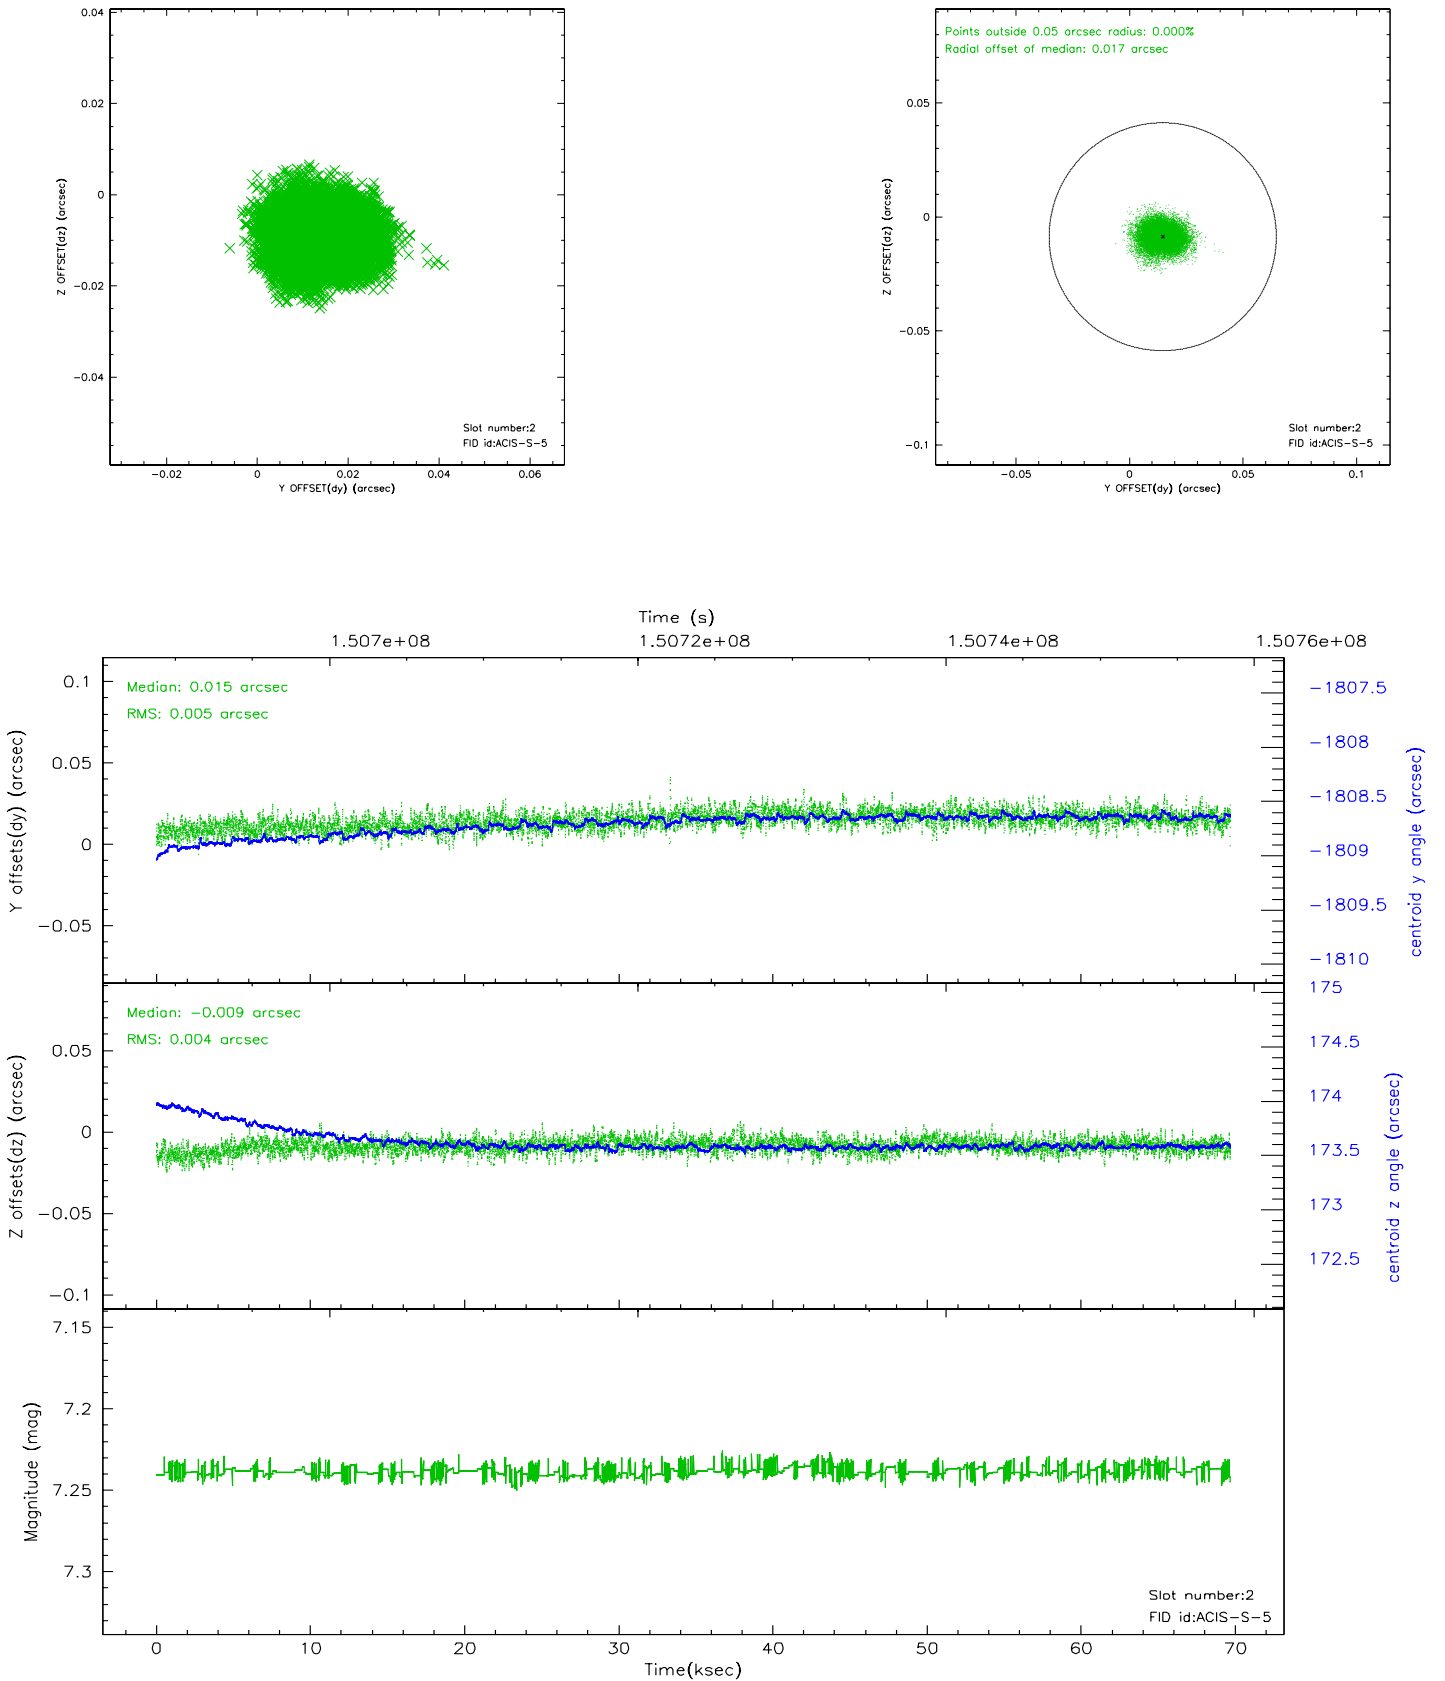 0.04
0.02
0
−0.02
−0.04
Z OFFSET(dz) (arcsec)
−0.02
0
0.02
0.04
0.06
Y OFFSET(dy) (arcsec)
Slot number:2
FID id:ACIS−S−5
Points outside 0.05 arcsec radius: 0.000%
Radial offset of median: 0.017 arcsec
0.05
0
−0.05
−0.1
Z OFFSET(dz) (arcsec)
−0.05
0
0.05
0.1
Y OFFSET(dy) (arcsec)
Slot number:2
FID id:ACIS−S−5
Time (s)
1.507e+08
1.5072e+08
1.5074e+08
1.5076e+08
Median: 0.015 arcsec
RMS: 0.005 arcsec
0.1
0.05
0
−0.05
Y offsets(dy) (arcsec)
−1807.5
−1808
−1808.5
−1809
−1809.5
−1810
centroid y angle (arcsec)
Median: −0.009 arcsec
RMS: 0.004 arcsec
0.05
0
−0.05
−0.1
Z offsets(dz) (arcsec)
175
174.5
174
173.5
173
172.5
centroid z angle (arcsec)
7.15
7.2
7.25
7.3
Magnitude (mag)
Slot number:2
FID id:ACIS−S−5
0
10
20
30
40
50
60
70
Time(ksec)